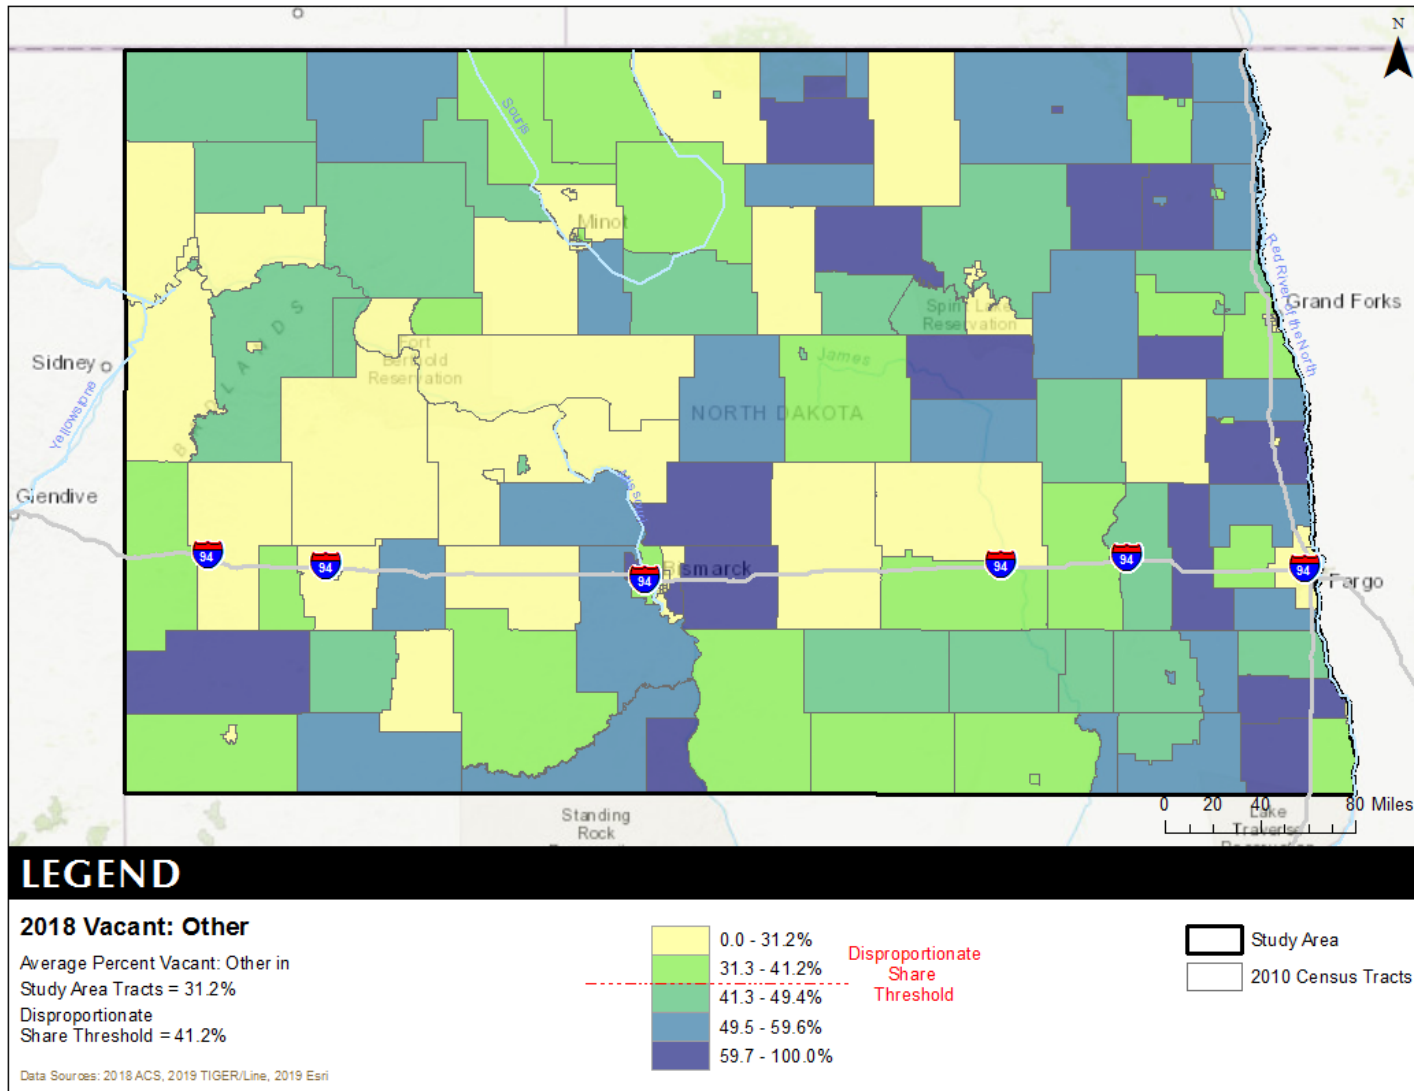 N
Souris
Minot
Red River of the North
Grand Forks
Spirit Lake
Reservation
Sidney
BADLANDS
Fort
Berthold
Reservation
James
Yellowstone
NORTH DAKOTA
Glendive
Missouri
94
94
94
Bismarck
94
94
94
Fargo
0 20 40 80 Miles
Standing
Rock
Lake
Traverse
Reservation
LEGEND
2018 Vacant: Other
Average Percent Vacant: Other in
Study Area Tracts = 31.2%
Disproportionate
Share Threshold = 41.2%
Data Sources: 2018 ACS, 2019 TIGER/Line, 2019 Esri
0.0 - 31.2%
31.3 - 41.2%
41.3 - 49.4%
49.5 - 59.6%
59.7 - 100.0%
Disproportionate
Share
Threshold
Study Area
2010 Census Tracts